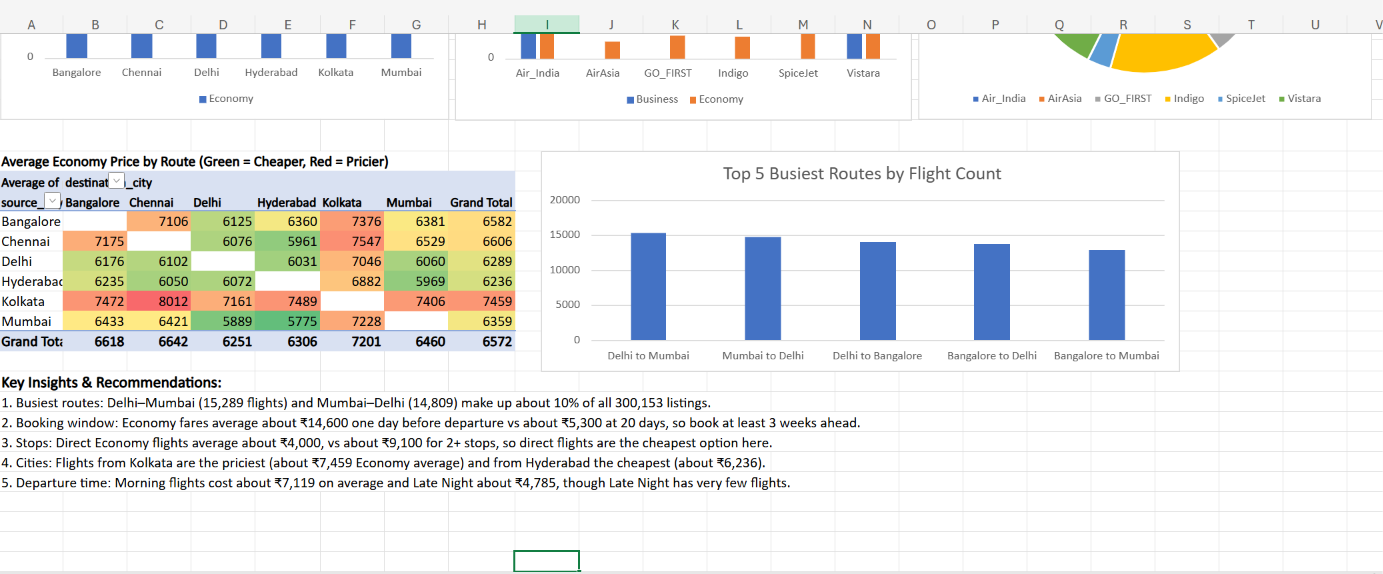 A B C D E F G H I J K L M N O P Q R S T U V
0
Bangalore Chennai Delhi Hyderabad Kolkata Mumbai
Economy
0
Air_India AirAsia GO_FIRST Indigo SpiceJet Vistara
Business Economy
Air_India AirAsia GO_FIRST Indigo SpiceJet Vistara
Average Economy Price by Route (Green = Cheaper, Red = Pricier)
Average of destinat _city
source_ Bangalore Chennai Delhi Hyderabad Kolkata Mumbai Grand Total
Bangalore 7106 6125 6360 7376 6381 6582
Chennai 7175 6076 5961 7547 6529 6606
Delhi 6176 6102 6031 7046 6060 6289
Hyderabad 6235 6050 6072 6882 5969 6236
Kolkata 7472 8012 7161 7489 7406 7459
Mumbai 6433 6421 5889 5775 7228 6359
Grand Tota 6618 6642 6251 6306 7201 6460 6572
Top 5 Busiest Routes by Flight Count
20000
15000
10000
5000
0
Delhi to Mumbai Mumbai to Delhi Delhi to Bangalore Bangalore to Delhi Bangalore to Mumbai
Key Insights & Recommendations:
1. Busiest routes: Delhi–Mumbai (15,289 flights) and Mumbai–Delhi (14,809) make up about 10% of all 300,153 listings.
2. Booking window: Economy fares average about ₹14,600 one day before departure vs about ₹5,300 at 20 days, so book at least 3 weeks ahead.
3. Stops: Direct Economy flights average about ₹4,000, vs about ₹9,100 for 2+ stops, so direct flights are the cheapest option here.
4. Cities: Flights from Kolkata are the priciest (about ₹7,459 Economy average) and from Hyderabad the cheapest (about ₹6,236).
5. Departure time: Morning flights cost about ₹7,119 on average and Late Night about ₹4,785, though Late Night has very few flights.